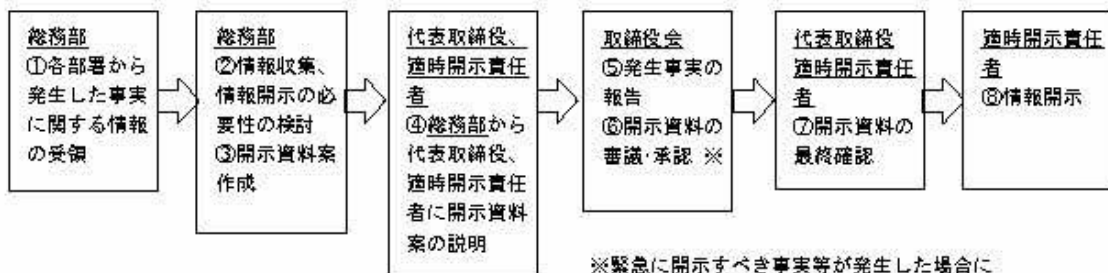 総務部
①各部署から
発生した事実
に関する情報
の受領
総務部
②情報収集、
情報開示の必
要性の検討
③開示資料案
作成
代表取締役、
適時開示責任
者
④総務部から
代表取締役、
適時開示責任
者に開示資料
案の説明
取締役会
⑤発生事実の
報告
⑥開示資料の
審議・承認 ※
代表取締役
適時開示責任
者
⑦開示資料の
最終確認
適時開示責任
者
⑧情報開示
※緊急に開示すべき事実等が発生した場合に